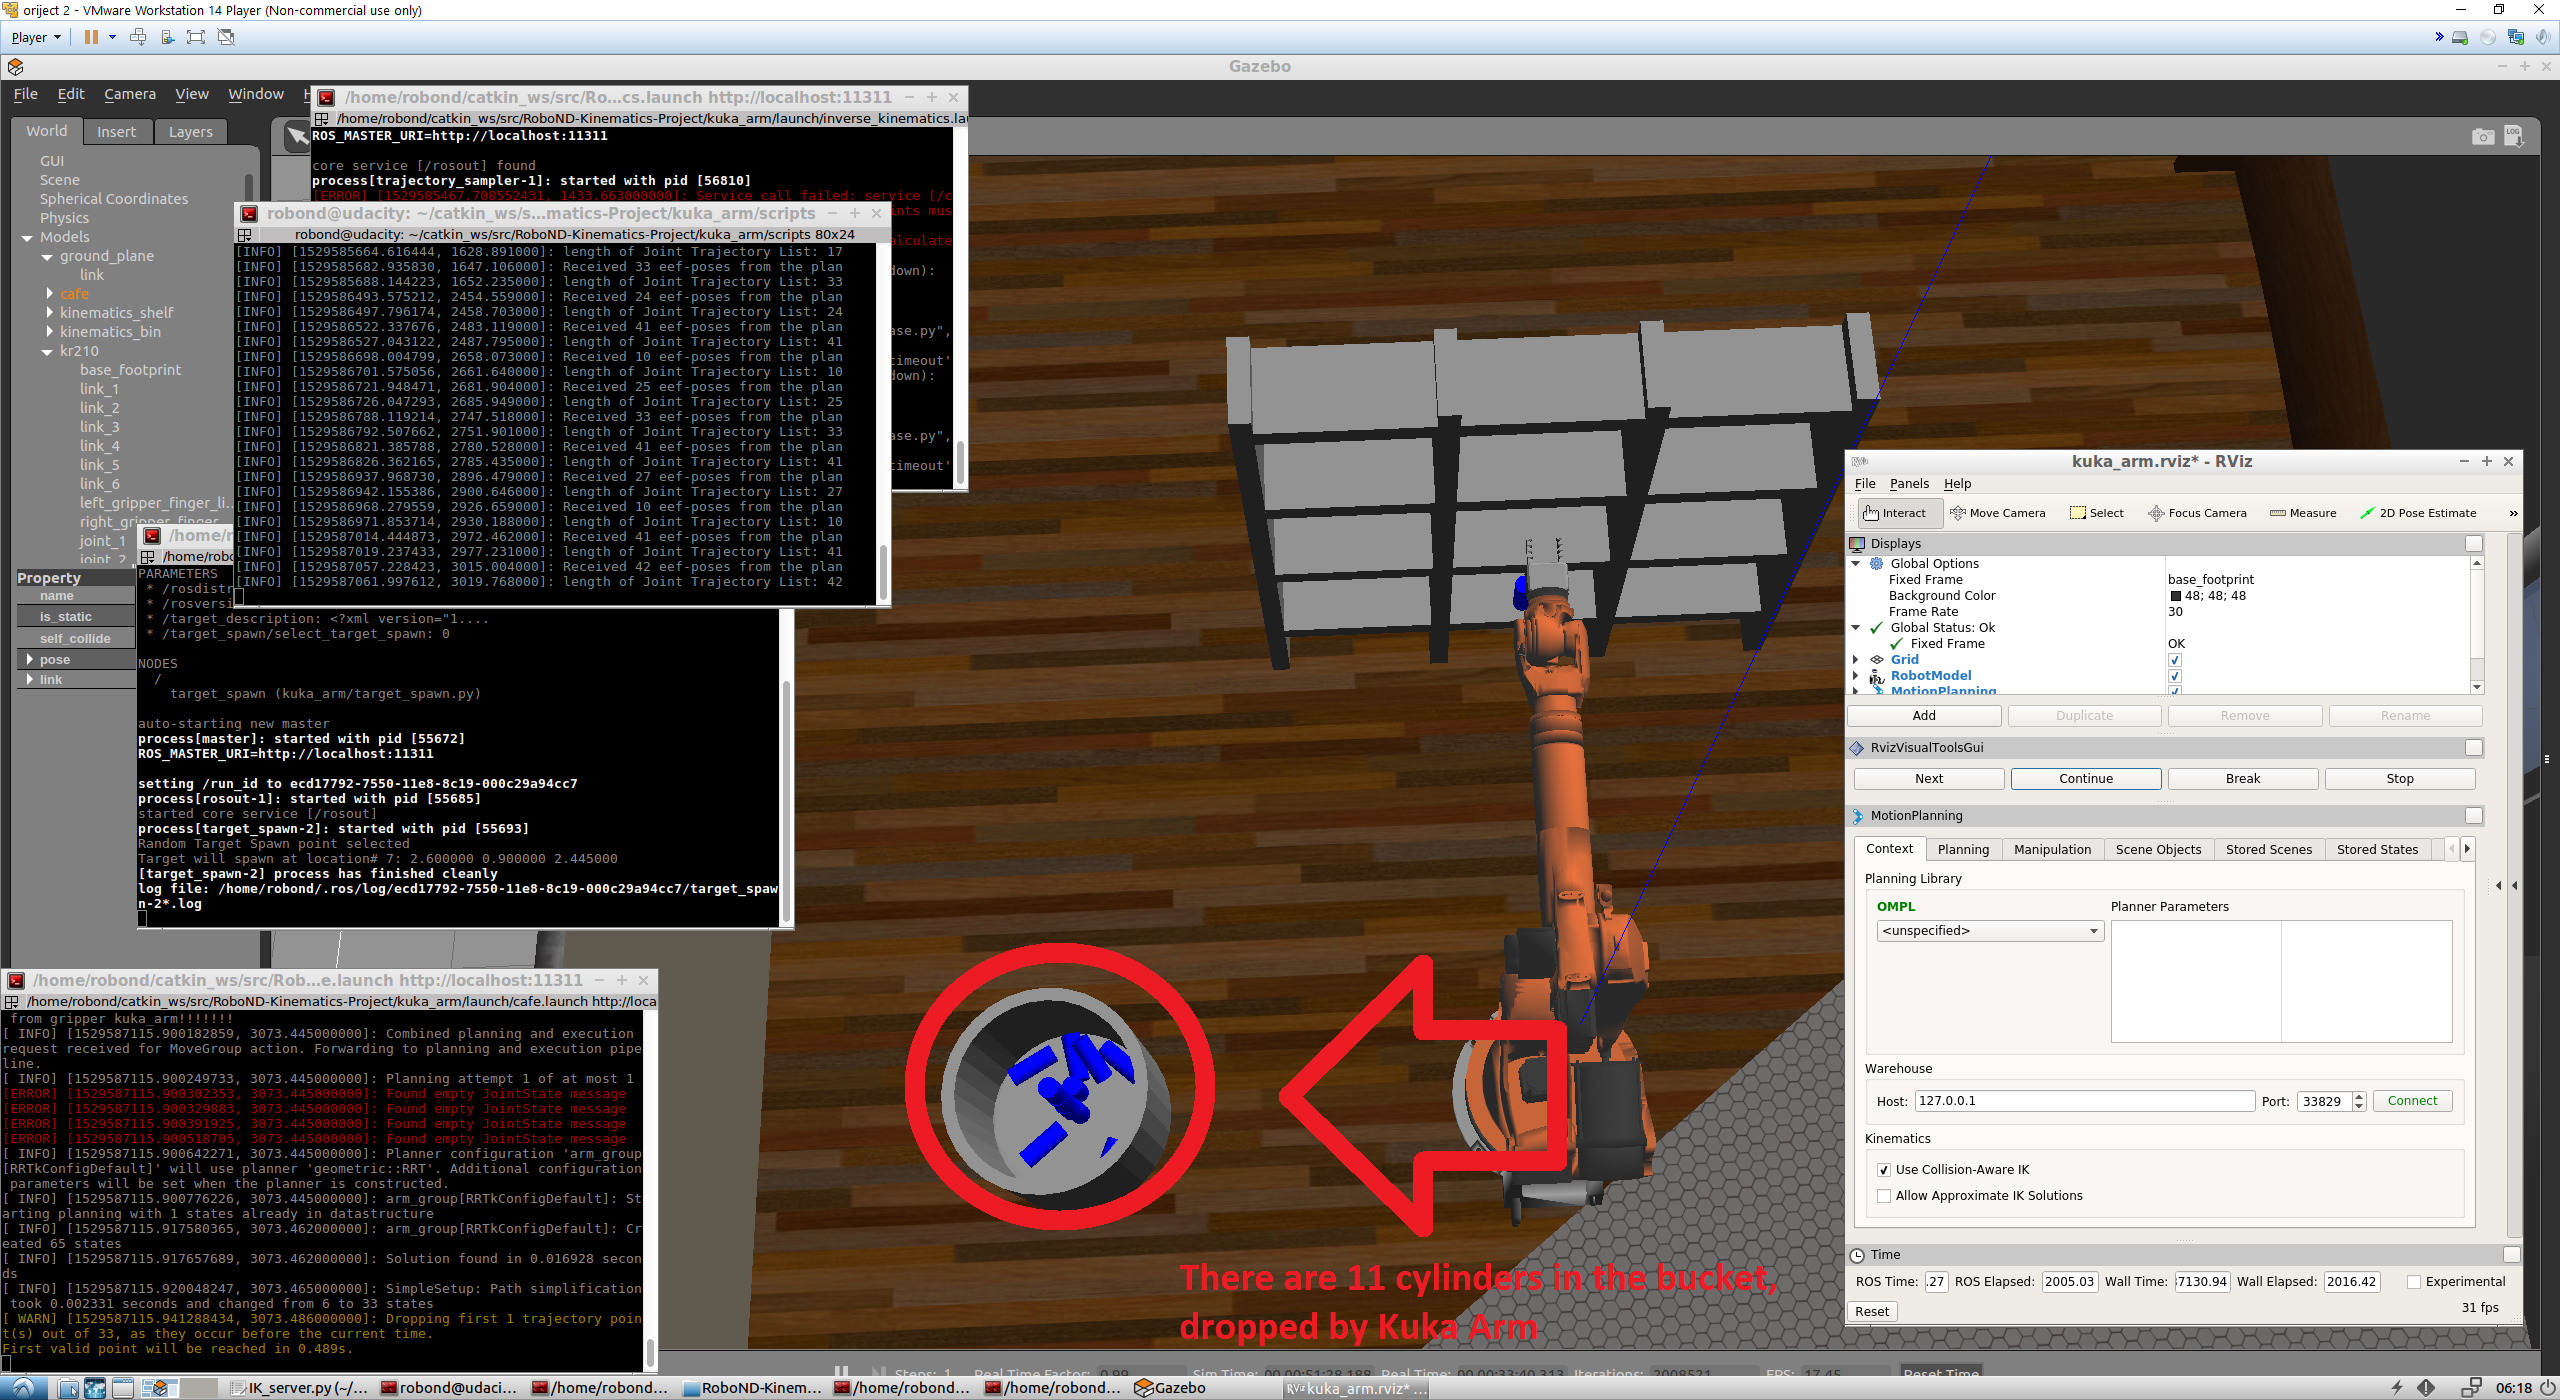 oriject 2 - VMware Workstation 14 Player (Non-commercial use only)
Player
Gazebo
File Edit Camera View Window
World Insert Layers
GUI
Scene
Spherical Coordinates
Physics
Models
ground_plane
link
cafe
kinematics_shelf
kinematics_bin
kr210
base_footprint
link_1
link_2
link_3
link_4
link_5
link_6
left_gripper_finger_li...
right_gripper_finger
joint_1
joint_2
Property
name
is_static
self_collide
pose
link
/home/robond/catkin_ws/src/Ro...cs.launch http://localhost:11311
/home/robond/catkin_ws/src/RoboND-Kinematics-Project/kuka_arm/launch/inverse_kinematics.la
ROS_MASTER_URI=http://localhost:11311
core service [/rosout] found
process[trajectory_sampler-1]: started with pid [56810]
[ERROR] [1529585467.708552431, 1433.663000000]: Service call failed: service [/c
nts mus
alculate
down):
ase.py",
timeout'
down):
ase.py",
timeout'
robond@udacity: ~/catkin_ws/s...matics-Project/kuka_arm/scripts
robond@udacity: ~/catkin_ws/src/RoboND-Kinematics-Project/kuka_arm/scripts 80x24
[INFO] [1529585664.616444, 1628.891000]: length of Joint Trajectory List: 17
[INFO] [1529585682.935830, 1647.106000]: Received 33 eef-poses from the plan
[INFO] [1529585688.144223, 1652.235000]: length of Joint Trajectory List: 33
[INFO] [1529586493.575212, 2454.559000]: Received 24 eef-poses from the plan
[INFO] [1529586497.796174, 2458.703000]: length of Joint Trajectory List: 24
[INFO] [1529586522.337676, 2483.119000]: Received 41 eef-poses from the plan
[INFO] [1529586527.043122, 2487.795000]: length of Joint Trajectory List: 41
[INFO] [1529586698.004799, 2658.073000]: Received 10 eef-poses from the plan
[INFO] [1529586701.575056, 2661.640000]: length of Joint Trajectory List: 10
[INFO] [1529586721.948471, 2681.904000]: Received 25 eef-poses from the plan
[INFO] [1529586726.047293, 2685.949000]: length of Joint Trajectory List: 25
[INFO] [1529586788.119214, 2747.518000]: Received 33 eef-poses from the plan
[INFO] [1529586792.507662, 2751.901000]: length of Joint Trajectory List: 33
[INFO] [1529586821.385788, 2780.528000]: Received 41 eef-poses from the plan
[INFO] [1529586826.362165, 2785.435000]: length of Joint Trajectory List: 41
[INFO] [1529586937.968730, 2896.479000]: Received 27 eef-poses from the plan
[INFO] [1529586942.155386, 2900.646000]: length of Joint Trajectory List: 27
[INFO] [1529586968.279559, 2926.659000]: Received 10 eef-poses from the plan
[INFO] [1529586971.853714, 2930.188000]: length of Joint Trajectory List: 10
[INFO] [1529587014.444873, 2972.462000]: Received 41 eef-poses from the plan
[INFO] [1529587019.237433, 2977.231000]: length of Joint Trajectory List: 41
[INFO] [1529587057.228423, 3015.004000]: Received 42 eef-poses from the plan
[INFO] [1529587061.997612, 3019.768000]: length of Joint Trajectory List: 42
/home/r
/home/robo
PARAMETERS
* /rosdistr
* /rosversi
* /target_description: <?xml version="1....
* /target_spawn/select_target_spawn: 0
NODES
/
target_spawn (kuka_arm/target_spawn.py)
auto-starting new master
process[master]: started with pid [55672]
ROS_MASTER_URI=http://localhost:11311
setting /run_id to ecd17792-7550-11e8-8c19-000c29a94cc7
process[rosout-1]: started with pid [55685]
started core service [/rosout]
process[target_spawn-2]: started with pid [55693]
Random Target Spawn point selected
Target will spawn at location# 7: 2.600000 0.900000 2.445000
[target_spawn-2] process has finished cleanly
log file: /home/robond/.ros/log/ecd17792-7550-11e8-8c19-000c29a94cc7/target_spaw
n-2*.log
/home/robond/catkin_ws/src/Rob...e.launch http://localhost:11311
/home/robond/catkin_ws/src/RoboND-Kinematics-Project/kuka_arm/launch/cafe.launch http://loca
from gripper kuka_arm!!!!!!!
[ INFO] [1529587115.900182859, 3073.445000000]: Combined planning and execution
request received for MoveGroup action. Forwarding to planning and execution pipe
line.
[ INFO] [1529587115.900249733, 3073.445000000]: Planning attempt 1 of at most 1
[ERROR] [1529587115.900302353, 3073.445000000]: Found empty JointState message
[ERROR] [1529587115.900329883, 3073.445000000]: Found empty JointState message
[ERROR] [1529587115.900391925, 3073.445000000]: Found empty JointState message
[ERROR] [1529587115.900518705, 3073.445000000]: Found empty JointState message
[ INFO] [1529587115.900642271, 3073.445000000]: Planner configuration 'arm_group
[RRTkConfigDefault]' will use planner 'geometric::RRT'. Additional configuration
parameters will be set when the planner is constructed.
[ INFO] [1529587115.900776226, 3073.445000000]: arm_group[RRTkConfigDefault]: St
arting planning with 1 states already in datastructure
[ INFO] [1529587115.917580365, 3073.462000000]: arm_group[RRTkConfigDefault]: Cr
eated 65 states
[ INFO] [1529587115.917657689, 3073.462000000]: Solution found in 0.016928 secon
ds
[ INFO] [1529587115.920048247, 3073.465000000]: SimpleSetup: Path simplification
took 0.002331 seconds and changed from 6 to 33 states
[ WARN] [1529587115.941288434, 3073.486000000]: Dropping first 1 trajectory poin
t(s) out of 33, as they occur before the current time.
First valid point will be reached in 0.489s.
There are 11 cylinders in the bucket,
dropped by Kuka Arm
kuka_arm.rviz* - RViz
File Panels Help
Interact Move Camera Select Focus Camera Measure 2D Pose Estimate »
Displays
Global Options
Fixed Frame base_footprint
Background Color 48; 48; 48
Frame Rate 30
Global Status: Ok
Fixed Frame OK
Grid
RobotModel
MotionPlanning
Add Duplicate Remove Rename
RvizVisualToolsGui
Next Continue Break Stop
MotionPlanning
Context Planning Manipulation Scene Objects Stored Scenes Stored States
Planning Library
OMPL Planner Parameters
<unspecified>
Warehouse
Host: 127.0.0.1 Port: 33829 Connect
Kinematics
Use Collision-Aware IK
Allow Approximate IK Solutions
Time
ROS Time: .27 ROS Elapsed: 2005.03 Wall Time: 7130.94 Wall Elapsed: 2016.42 Experimental
Reset 31 fps
Steps: 1 Real Time Factor: 0.99 Sim Time: 00 00:51:28.188 Real Time: 00 00:33:40.313 Iterations: 2008521 FPS: 17.45 Reset Time
IK_server.py (~/... robond@udaci... /home/robond... RoboND-Kinem... /home/robond... /home/robond... Gazebo kuka_arm.rviz* ... 06:18